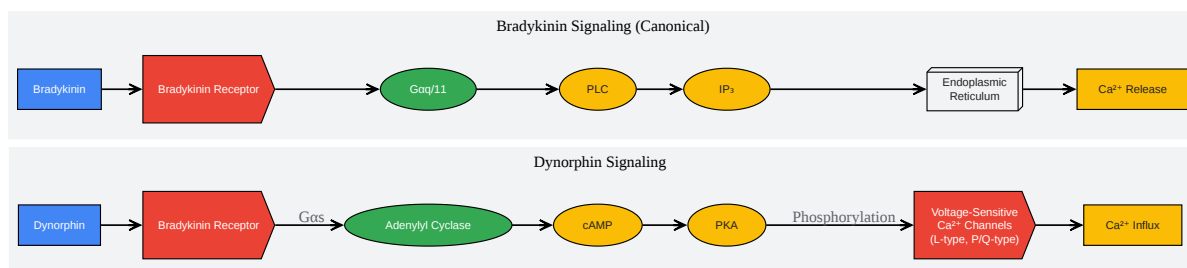 Bradykinin Signaling (Canonical)
Bradykinin
Bradykinin Receptor
Gαq/11
PLC
IP₃
Endoplasmic
Reticulum
Ca²⁺ Release
Dynorphin Signaling
Dynorphin
Bradykinin Receptor
Gαs
Adenylyl Cyclase
cAMP
PKA
Phosphorylation
Voltage-Sensitive
Ca²⁺ Channels
(L-type, P/Q-type)
Ca²⁺ Influx